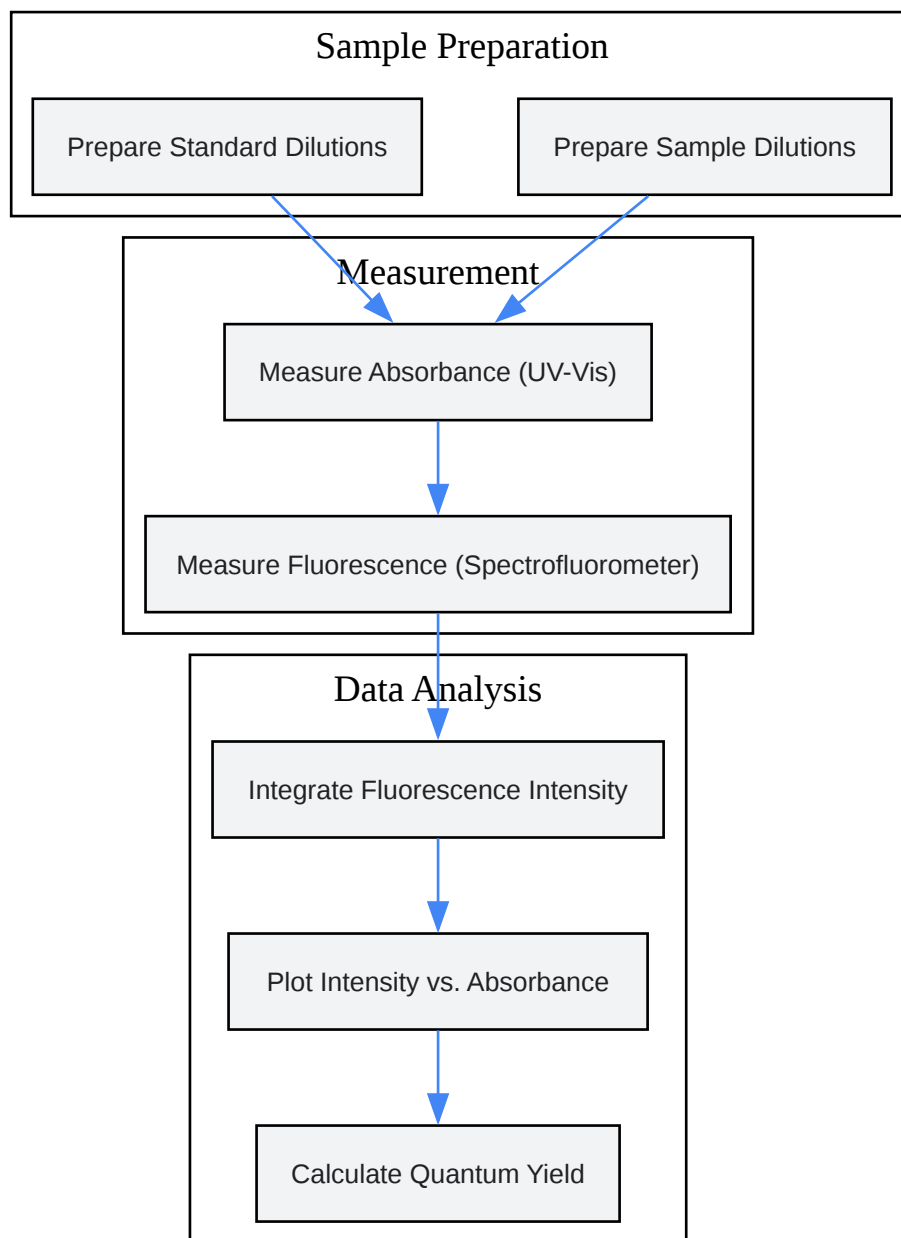 Sample Preparation
Prepare Standard Dilutions
Prepare Sample Dilutions
Measurement
Measure Absorbance (UV-Vis)
Measure Fluorescence (Spectrofluorometer)
Data Analysis
Integrate Fluorescence Intensity
Plot Intensity vs. Absorbance
Calculate Quantum Yield